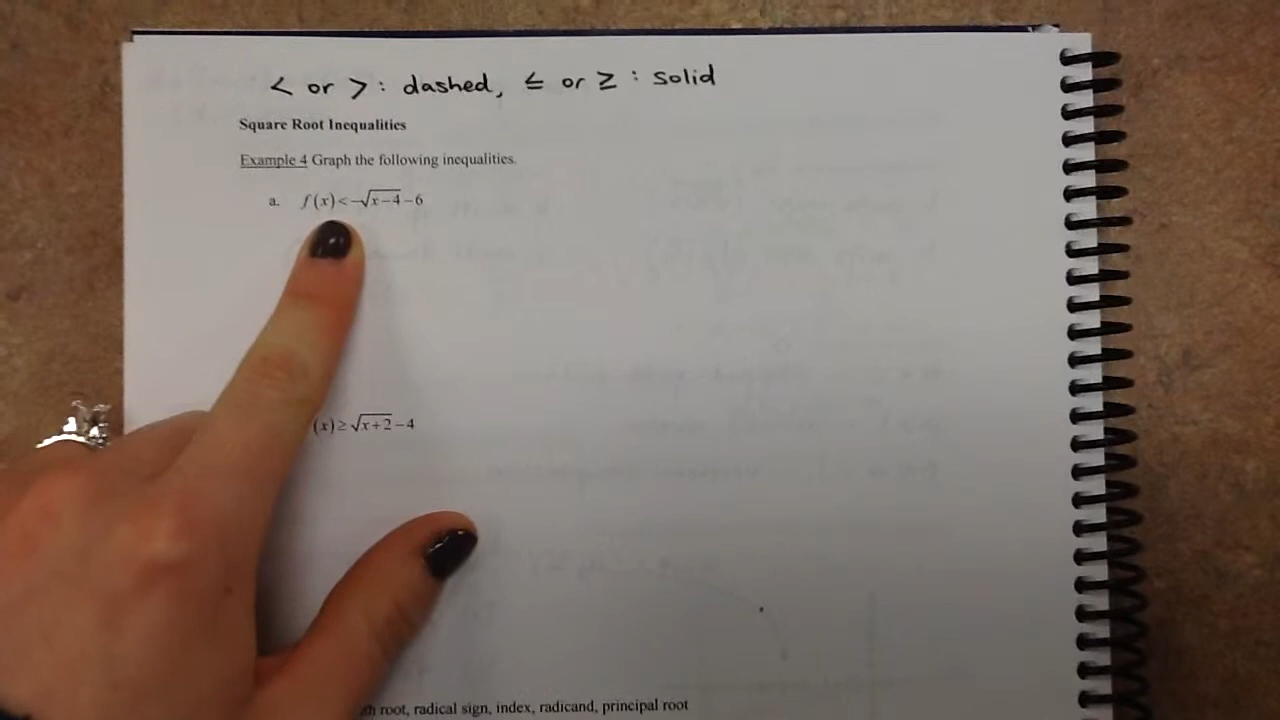 < or >: dashed, ≤ or ≥ : solid
Square Root Inequalities
Example 4 Graph the following inequalities.
a. f(x)<-√x-4-6
(x)≥√x+2-4
root, radical sign, index, radicand, principal root